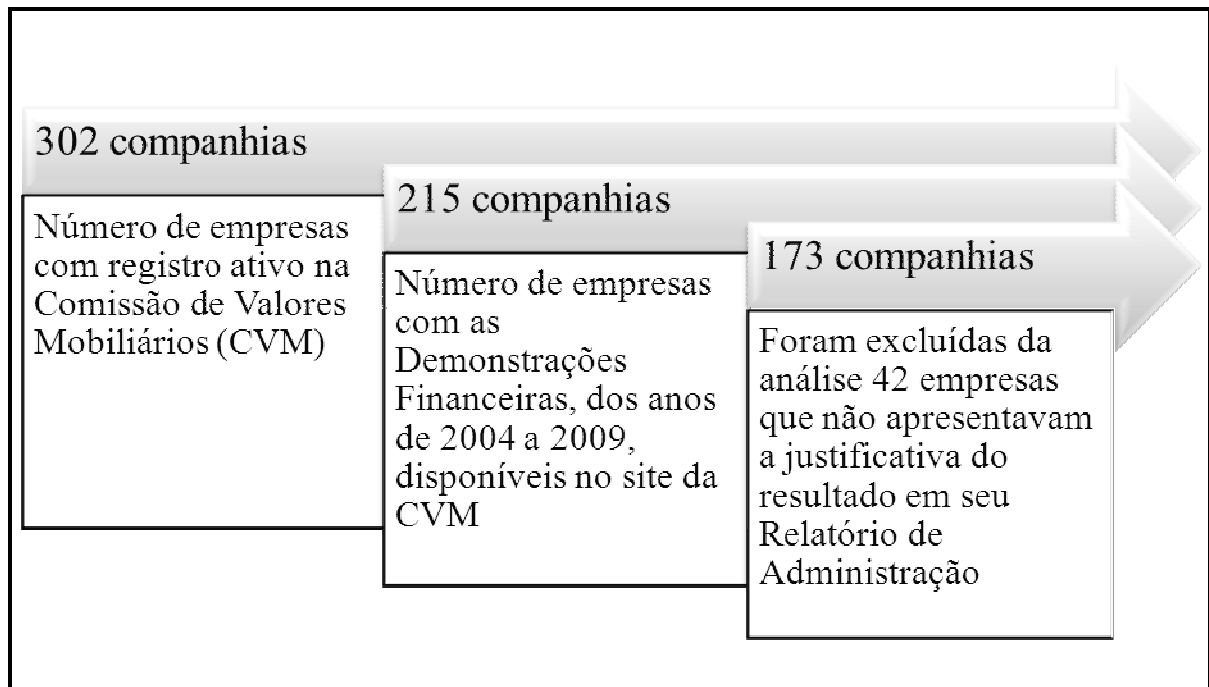 302 companhias
Número de empresas
com registro ativo na
Comissão de Valores
Mobiliários (CVM)
215 companhias
Número de empresas
com as
Demonstrações
Financeiras, dos anos
de 2004 a 2009,
disponíveis no site da
CVM
173 companhias
Foram excluídas da
análise 42 empresas
que não apresentavam
a justificativa do
resultado em seu
Relatório de
Administração